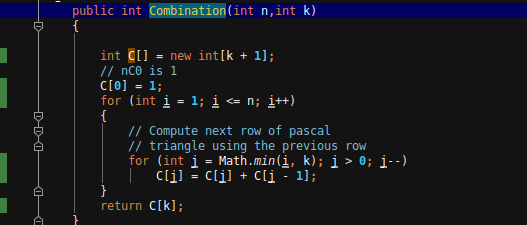 public int Combination(int n,int k)
{
int C[] = new int[k + 1];
// nC0 is 1
C[0] = 1;
for (int i = 1; i <= n; i++)
{
// Compute next row of pascal
// triangle using the previous row
for (int j = Math.min(i, k); j > 0; j--)
C[j] = C[j] + C[j - 1];
}
return C[k];
}